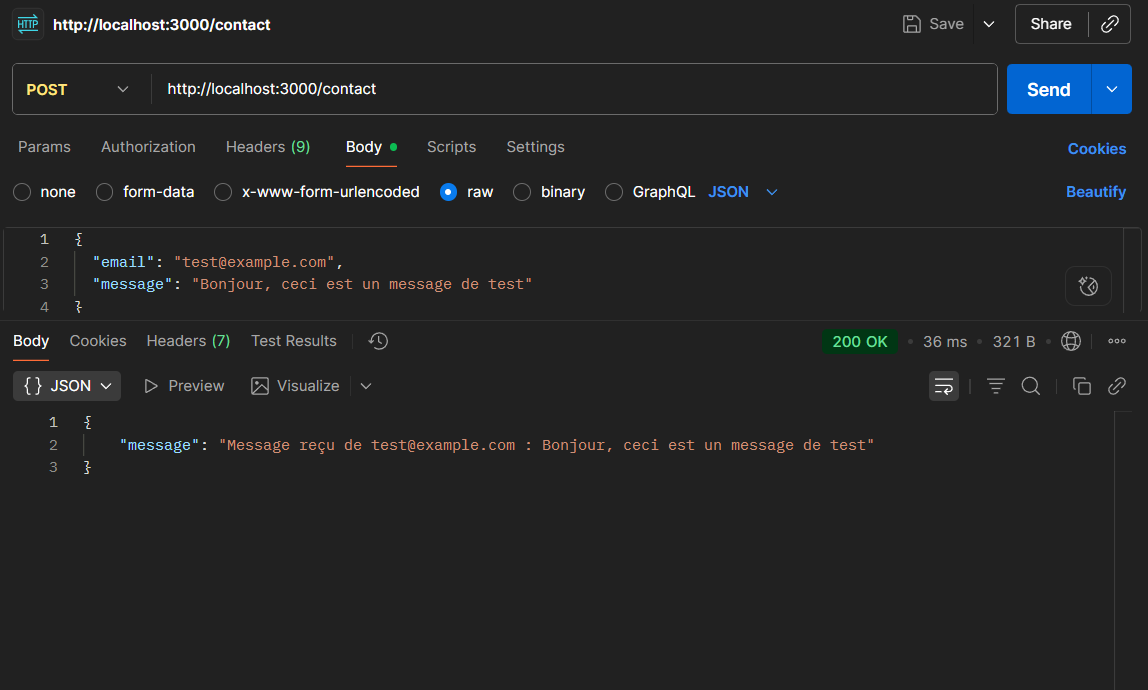 HTTP http://localhost:3000/contact Save Share
POST http://localhost:3000/contact Send
Params Authorization Headers (9) Body Scripts Settings Cookies
none form-data x-www-form-urlencoded raw binary GraphQL JSON Beautify
1 {
2 "email": "test@example.com",
3 "message": "Bonjour, ceci est un message de test"
4 }
Body Cookies Headers (7) Test Results 200 OK • 36 ms • 321 B •
{} JSON Preview Visualize
1 {
2 "message": "Message reçu de test@example.com : Bonjour, ceci est un message de test"
3 }